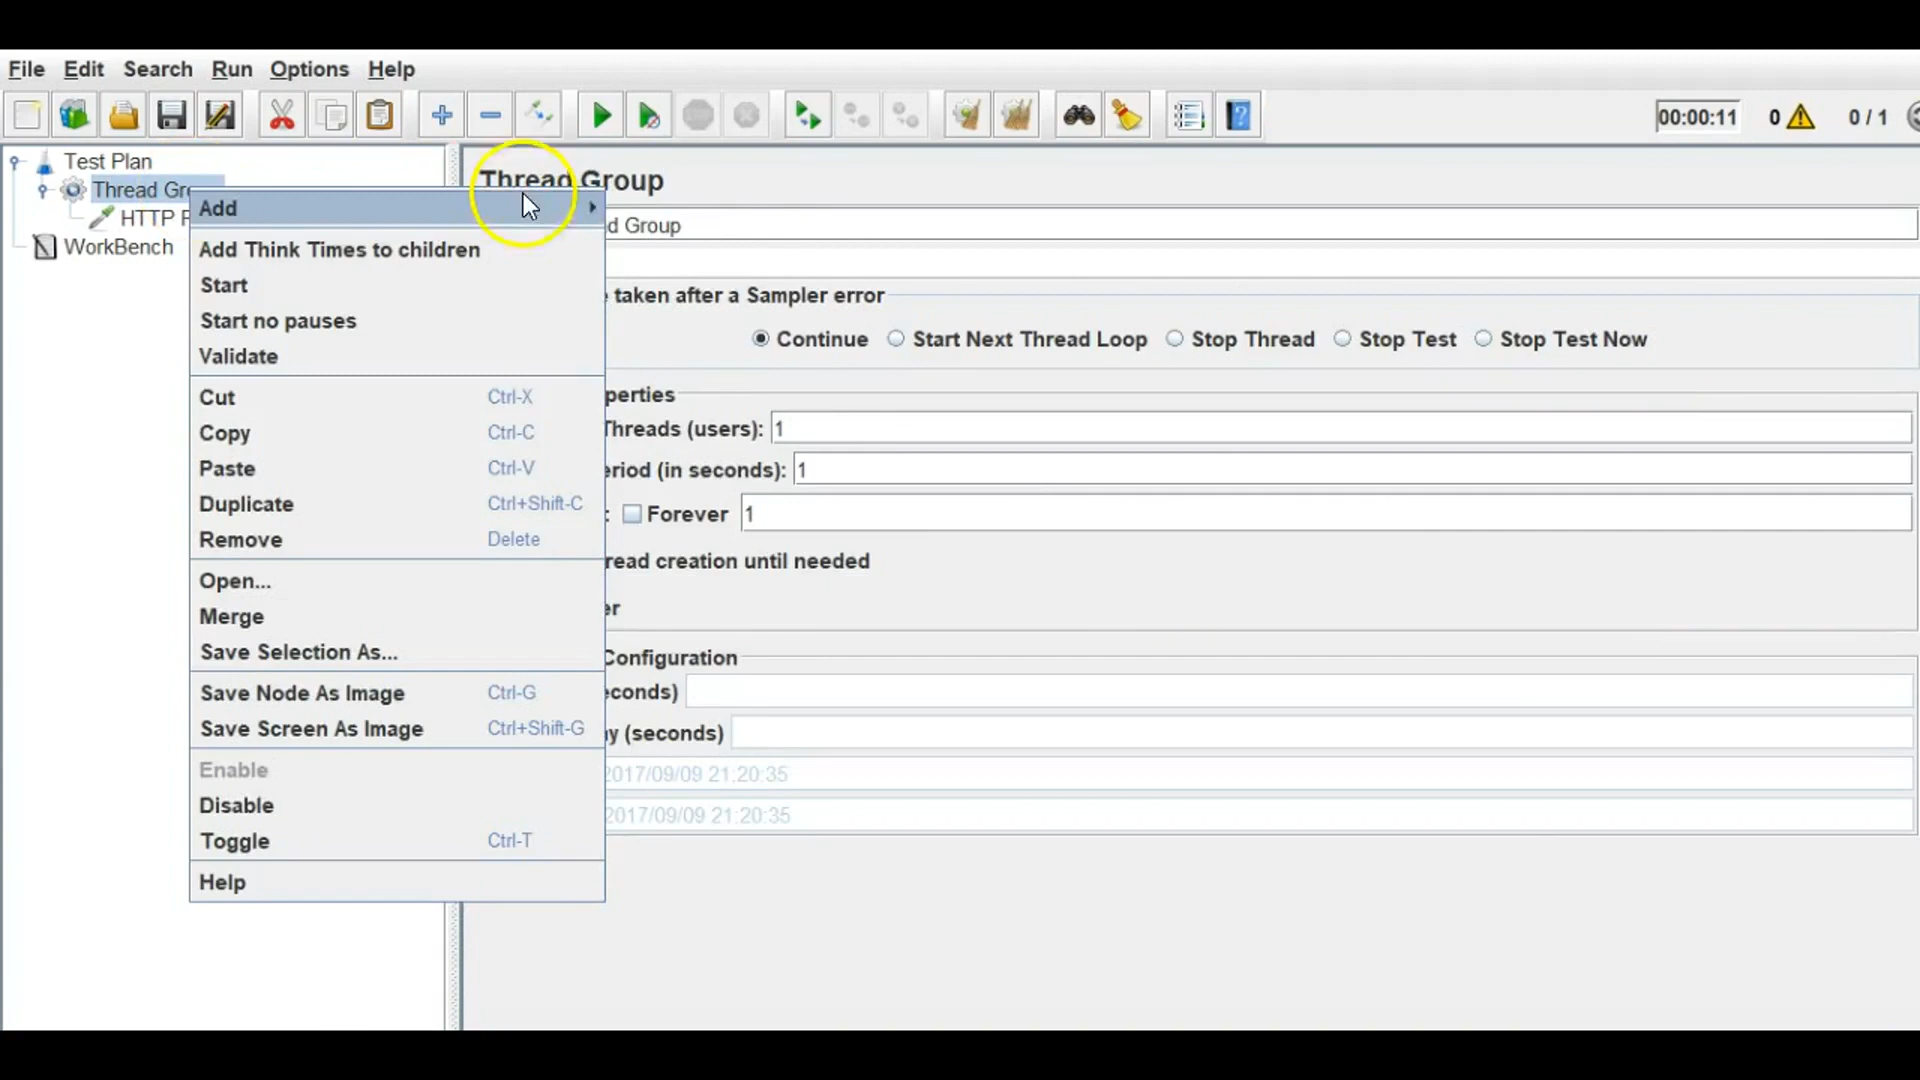 File Edit Search Run Options Help
00:00:11 0 0 / 1
Test Plan
Thread Gr
HTTP
WorkBench
Thread Group
d Group
Add
Add Think Times to children
Start
Start no pauses
Validate
Cut Ctrl-X
Copy Ctrl-C
Paste Ctrl-V
Duplicate Ctrl+Shift-C
Remove Delete
Open...
Merge
Save Selection As...
Save Node As Image Ctrl-G
Save Screen As Image Ctrl+Shift-G
Enable
Disable
Toggle Ctrl-T
Help
taken after a Sampler error
Continue Start Next Thread Loop Stop Thread Stop Test Stop Test Now
perties
Threads (users): 1
eriod (in seconds): 1
: Forever 1
read creation until needed
er
Configuration
econds)
y (seconds)
2017/09/09 21:20:35
2017/09/09 21:20:35